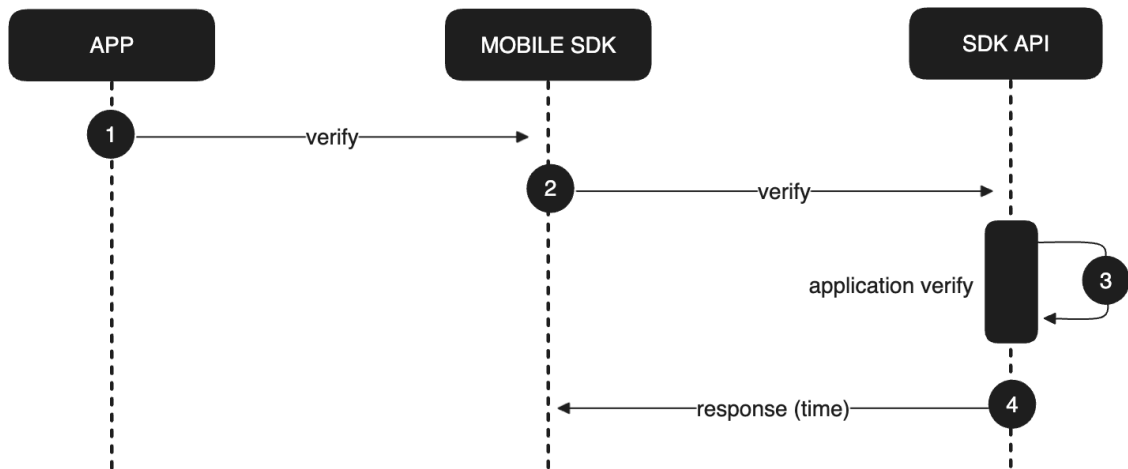 APP
MOBILE SDK
SDK API
1
verify
2
verify
application verify
3
response (time)
4